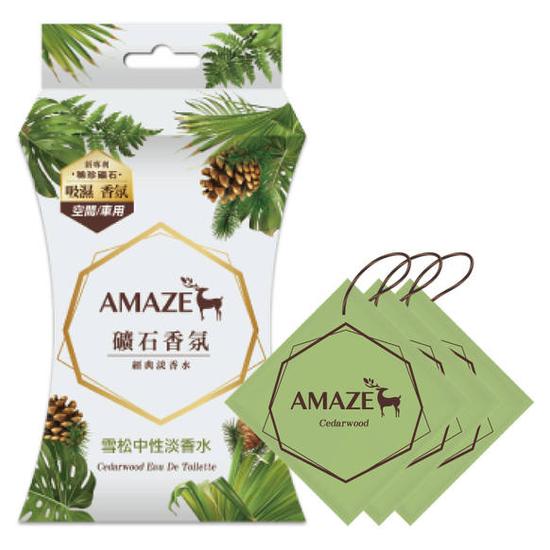 新專利
極珍礦石
吸濕 香氛
空間/車用
AMAZE
礦石香氛
經典淡香水
雪松中性淡香水
Cedarwood Eau De Toilette
AMAZE
Cedarwood